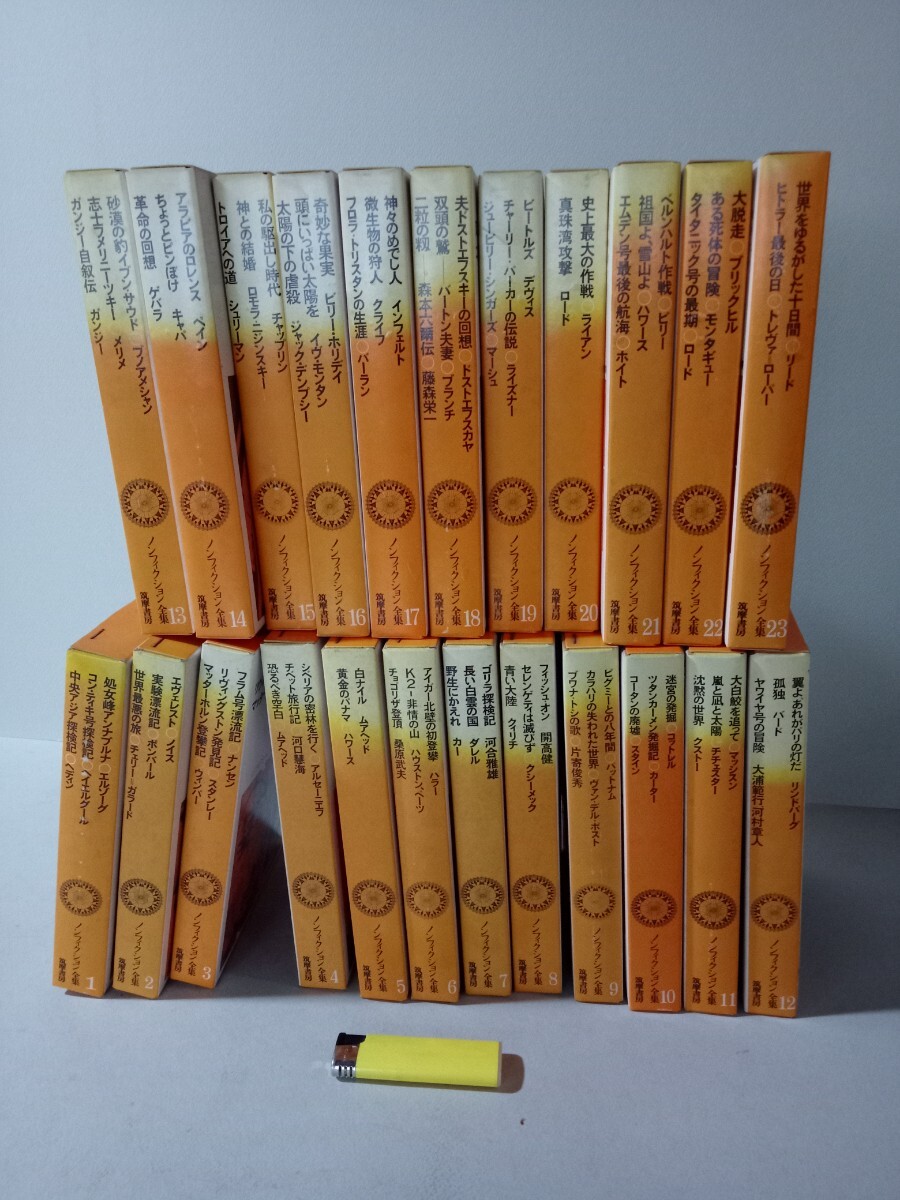 砂漠の豹イブン・サウド ブノアメシャン
志士フェリニーツキー メリメ
ガンジー自叙伝 ガンジー
ノンフィクション全集 13
筑摩書房
アラビアのロレンス ペイン
ちょっとピンぼけ キャパ
革命の回想 ゲバラ
ノンフィクション全集 14
筑摩書房
神との結婚 ロモラ・ニジンスキー
トロイアへの道 シュリーマン
私の駆出し時代 チャップリン
ノンフィクション全集 15
筑摩書房
奇妙な果実 ビリー・ホリデイ
頭にいっぱい太陽を イヴ・モンタン
太陽の下の虐殺 ジャック・デンプシー
ノンフィクション全集 16
筑摩書房
神々のめでし人 インフェルト
微生物の狩人 クライフ
フロラ・トリスタンの生涯 バーラン
ノンフィクション全集 17
筑摩書房
夫ドストエフスキーの回想 ドストエフスカヤ
双頭の鷲――バートン夫妻 ブランチ
二粒の籾――森本六爾伝 藤森栄一
ノンフィクション全集 18
筑摩書房
ビートルズ デヴィス
チャーリー・パーカーの伝説 ライズナー
ジュービリー・シンガーズ マーシュ
ノンフィクション全集 19
筑摩書房
史上最大の作戦 ライアン
真珠湾攻撃 ロード
ノンフィクション全集 20
筑摩書房
ベルンハルト作戦 ピリー
祖国よ、雪山よ ハワース
エムデン号最後の航海 ホイト
ノンフィクション全集 21
筑摩書房
大脱走 ブリックヒル
ある死体の冒険 モンタギュー
タイタニック号の最期 ロード
ノンフィクション全集 22
筑摩書房
世界をゆるがした十日間 リード
ヒトラー最後の日 トレヴァ=ローパー
ノンフィクション全集 23
筑摩書房
処女峰アンナプルナ エルゾーグ
コン・ティキ号探検記 ヘイエルダール
中央アジア探検記 ヘディン
ノンフィクション全集 1
筑摩書房
エヴェレスト ノイス
実験漂流記 ボンバール
世界最悪の旅 チェリー・ガラード
ノンフィクション全集 2
筑摩書房
フラム号漂流記 ナンセン
リヴィングストン発見記 スタンレー
マッターホルン登攀記 ウィンパー
ノンフィクション全集 3
筑摩書房
シベリアの密林を行く アルセーニエフ
チベット旅行記 河口慧海
恐るべき空白 ムアヘッド
ノンフィクション全集 4
筑摩書房
白ナイル ムアヘッド
黄金のパナマ ハワース
ノンフィクション全集 5
筑摩書房
アイガー北壁の初登攀 ハラー
K2―非情の山 ハウストン・ベーツ
チョゴリザ登頂 桑原武夫
ノンフィクション全集 6
筑摩書房
ゴリラ探検記 河合雅雄
長い白雲の国 ダレル
野生にかえれ カー
ノンフィクション全集 7
筑摩書房
フィッシュ・オン 開高健
セレンゲティは滅びず クシーメック
青い大陸 クィリチ
ノンフィクション全集 8
筑摩書房
ピグミーとの八年間 パットナム
カラハリの失われた世界 ヴァン・デル・ポスト
ブワナトシの歌 片寄俊秀
ノンフィクション全集 9
筑摩書房
迷宮の発掘 コットレル
ツタンカーメン発掘記 カーター
コータンの廃墟 スタイン
ノンフィクション全集 10
筑摩書房
大白鮫を追って マッシスン
嵐と凪と太陽 チチェスター
沈黙の世界 クストー
ノンフィクション全集 11
筑摩書房
翼よ、あれがパリの灯だ リンドバーグ
孤独 バード
ヤワイヤ号の冒険 大浦範行 河村章人
ノンフィクション全集 12
筑摩書房